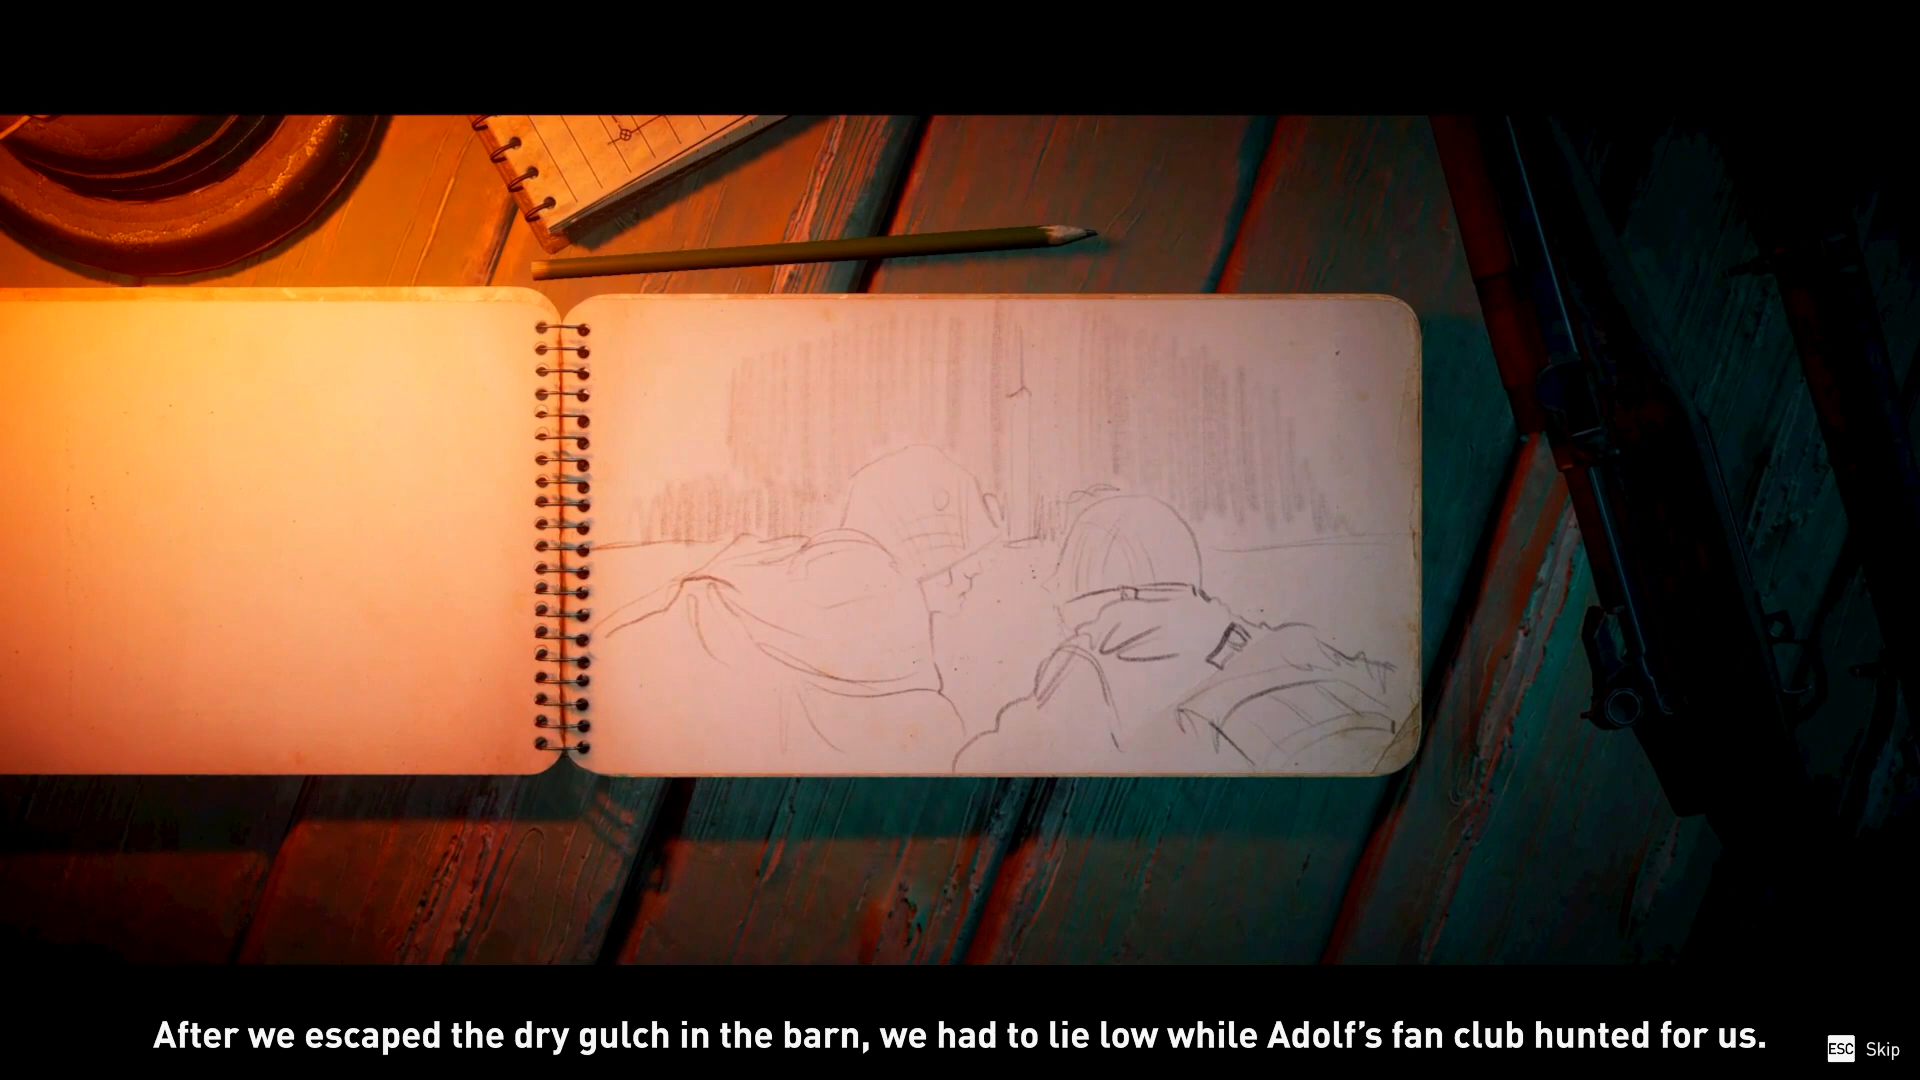 After we escaped the dry gulch in the barn, we had to lie low while Adolf's fan club hunted for us.
ESC Skip